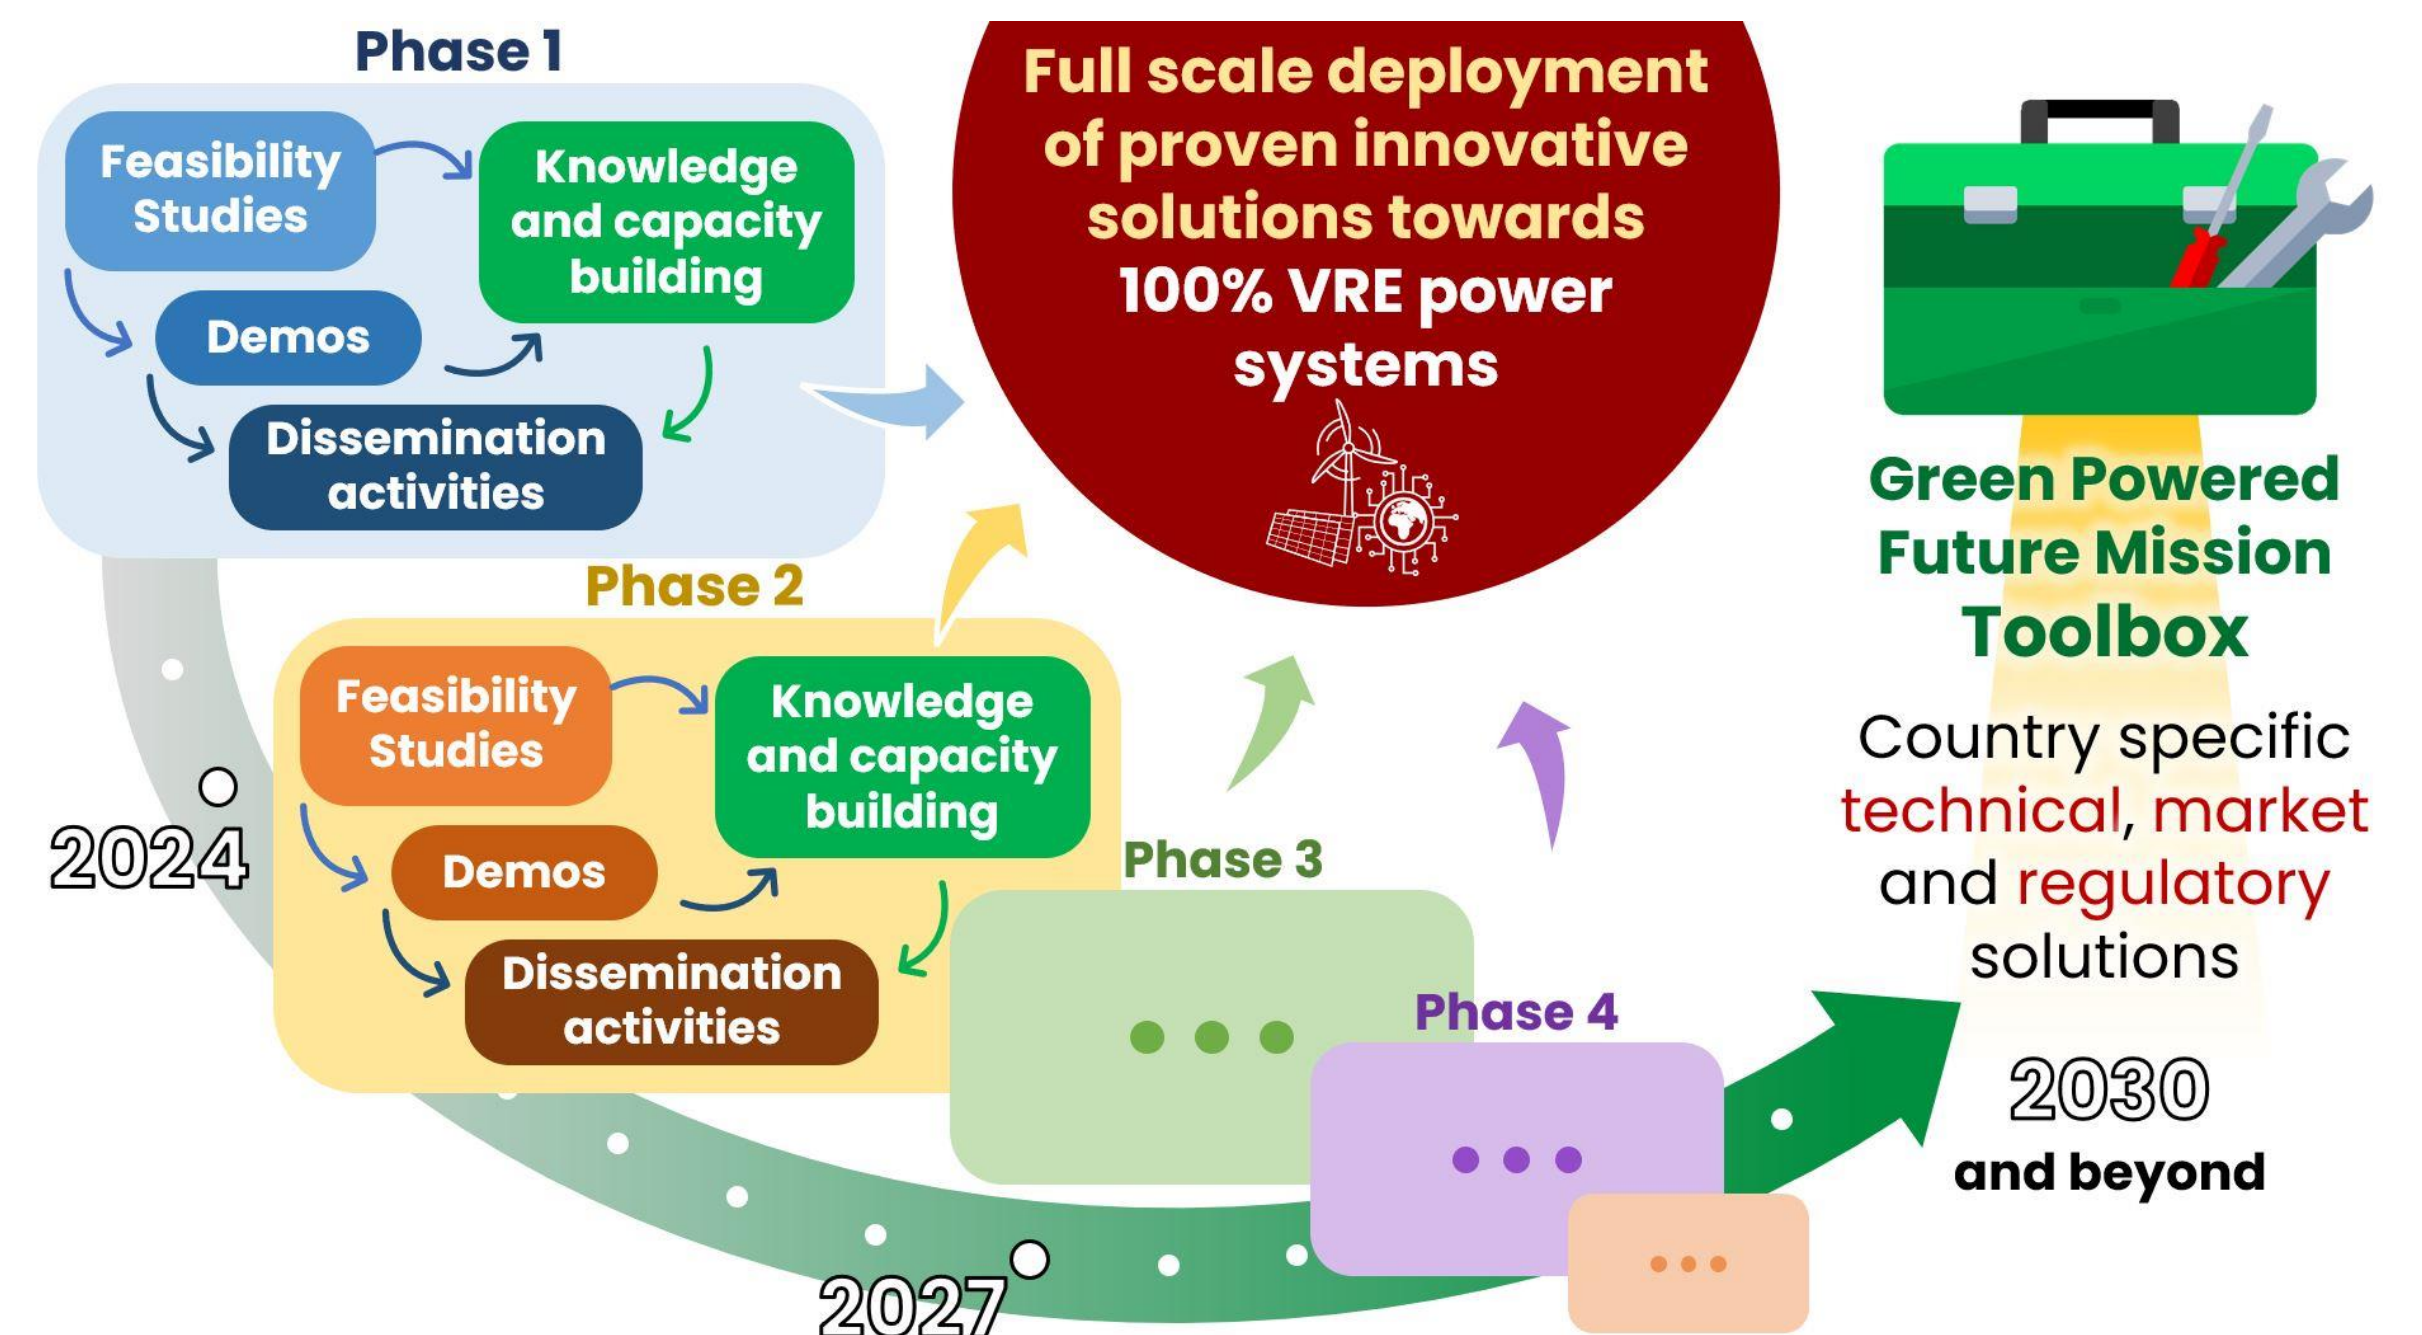 Phase 1
Feasibility
Studies
Knowledge
and capacity
building
Demos
Dissemination
activities
Full scale deployment
of proven innovative
solutions towards
100% VRE power
systems
Phase 2
Feasibility
Studies
Knowledge
and capacity
building
Demos
Dissemination
activities
Phase 3
Phase 4
2024
2027
Green Powered
Future Mission
Toolbox
Country specific
technical, market
and regulatory
solutions
2030
and beyond